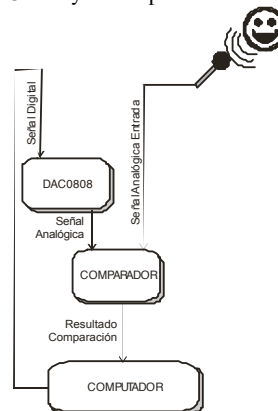 Señal Digital
Señal Analógica Entrada
DAC0808
Señal
Analógica
COMPARADOR
Resultado
Comparación
COMPUTADOR